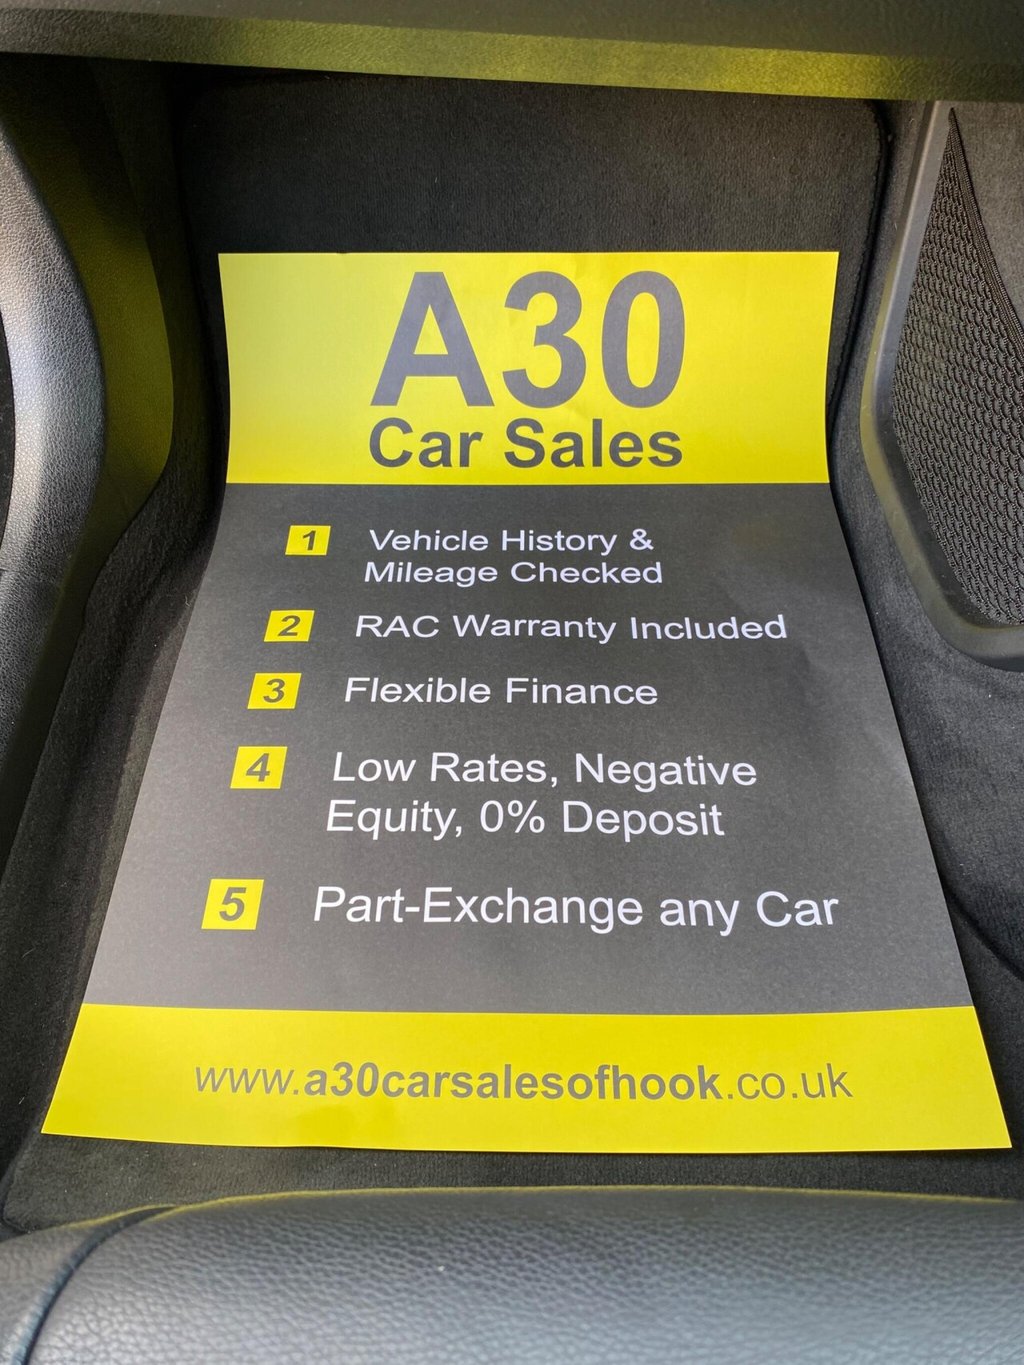 A30
Car Sales
1 Vehicle History &
Mileage Checked
2 RAC Warranty Included
3 Flexible Finance
4 Low Rates, Negative
Equity, 0% Deposit
5 Part-Exchange any Car
www.a30carsalesofhook.co.uk